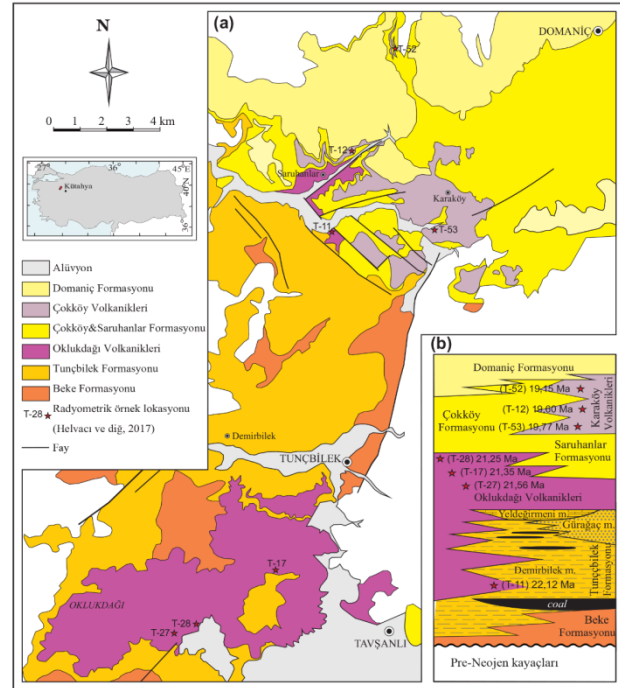 (a)
N
0 1 2 3 4 km
27°
36°
45°E
40°N
36°
Kütahya
Alüvyon
Domaniç Formasyonu
Çokköy Volkanikleri
Çokköy&Saruhanlar Formasyonu
Oklukdağı Volkanikleri
Tunçbilek Formasyonu
Beke Formasyonu
T-28 Radyometrik örnek lokasyonu
(Helvacı ve diğ, 2017)
Fay
T-52
DOMANİÇ
T-12
Saruhanlar
Karaköy
T-11
T-53
Demirbilek
TUNÇBİLEK
T-17
OKLUKDAĞI
T-28
T-27
TAVŞANLI
(b)
Domaniç Formasyonu
(T-52) 19,15 Ma
(T-12) 19,60 Ma
(T-53) 19,77 Ma
Karaköy
Volkanikleri
Çokköy
Formasyonu
Saruhanlar
Formasyonu
(T-28) 21,25 Ma
(T-17) 21,35 Ma
(T-27) 21,56 Ma
Oklukdağı Volkanikleri
Yeldeğirmeni m.
Gürağaç m.
Demirbilek m.
Tunççbilek
Formasyonu
(T-11) 22,12 Ma
coal
Beke
Formasyonu
Pre-Neojen kayaçları